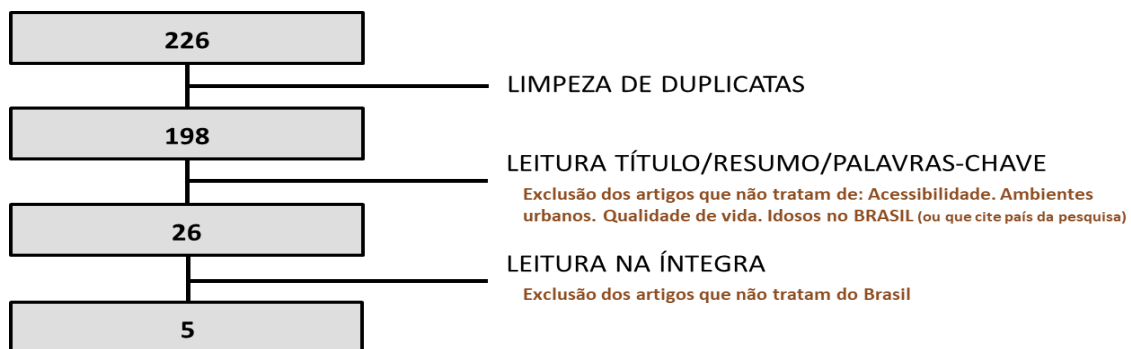 226
LIMPEZA DE DUPLICATAS
198
LEITURA TÍTULO/RESUMO/PALAVRAS-CHAVE
Exclusão dos artigos que não tratam de: Acessibilidade. Ambientes
urbanos. Qualidade de vida. Idosos no BRASIL (ou que cite país da pesquisa)
26
LEITURA NA ÍNTEGRA
Exclusão dos artigos que não tratam do Brasil
5